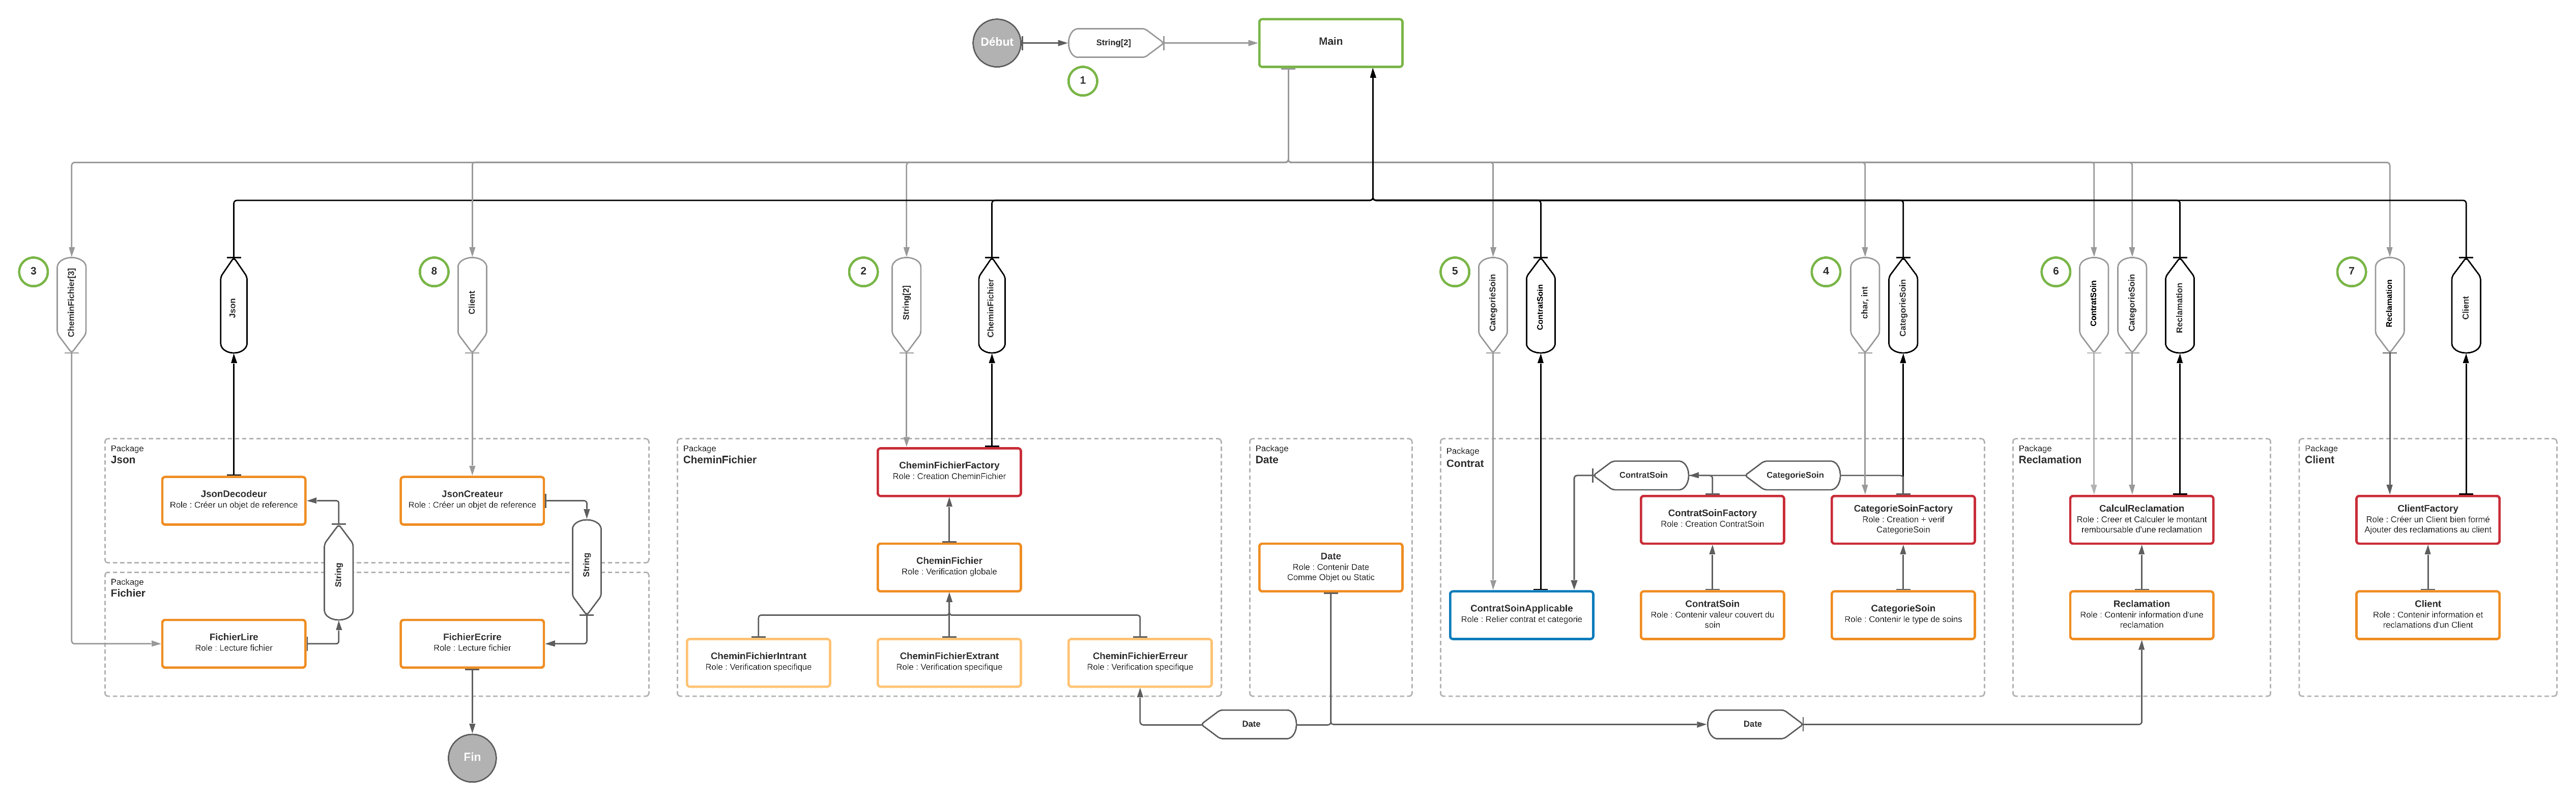 Début
String[2]
Main
1
3
CheminFichier[3]
Json
8
Client
2
String[2]
CheminFichier
5
CategorieSoin
ContratSoin
4
char, int
CategorieSoin
6
ContratSoin
CategorieSoin
Reclamation
7
Reclamation
Client
Package
Json
JsonDecodeur
Role : Créer un objet de reference
JsonCreateur
Role : Créer un objet de reference
String
String
Package
Fichier
FichierLire
Role : Lecture fichier
FichierEcrire
Role : Lecture fichier
Fin
Package
CheminFichier
CheminFichierFactory
Role : Creation CheminFichier
CheminFichier
Role : Verification globale
CheminFichierIntrant
Role : Verification specifique
CheminFichierExtrant
Role : Verification specifique
CheminFichierErreur
Role : Verification specifique
Package
Date
Date
Role : Contenir Date
Comme Objet ou Static
Date
Date
Package
Contrat
ContratSoin
CategorieSoin
ContratSoinFactory
Role : Creation ContratSoin
CategorieSoinFactory
Role : Creation + verif
CategorieSoin
ContratSoinApplicable
Role : Relier contrat et categorie
ContratSoin
Role : Contenir valeur couvert du
soin
CategorieSoin
Role : Contenir le type de soins
Package
Reclamation
CalculReclamation
Role : Creer et Calculer le montant
remboursable d'une reclamation
Reclamation
Role : Contenir information d'une
reclamation
Package
Client
ClientFactory
Role : Créer un Client bien formé
Ajouter des reclamations au client
Client
Role : Contenir information et
reclamations d'un Client